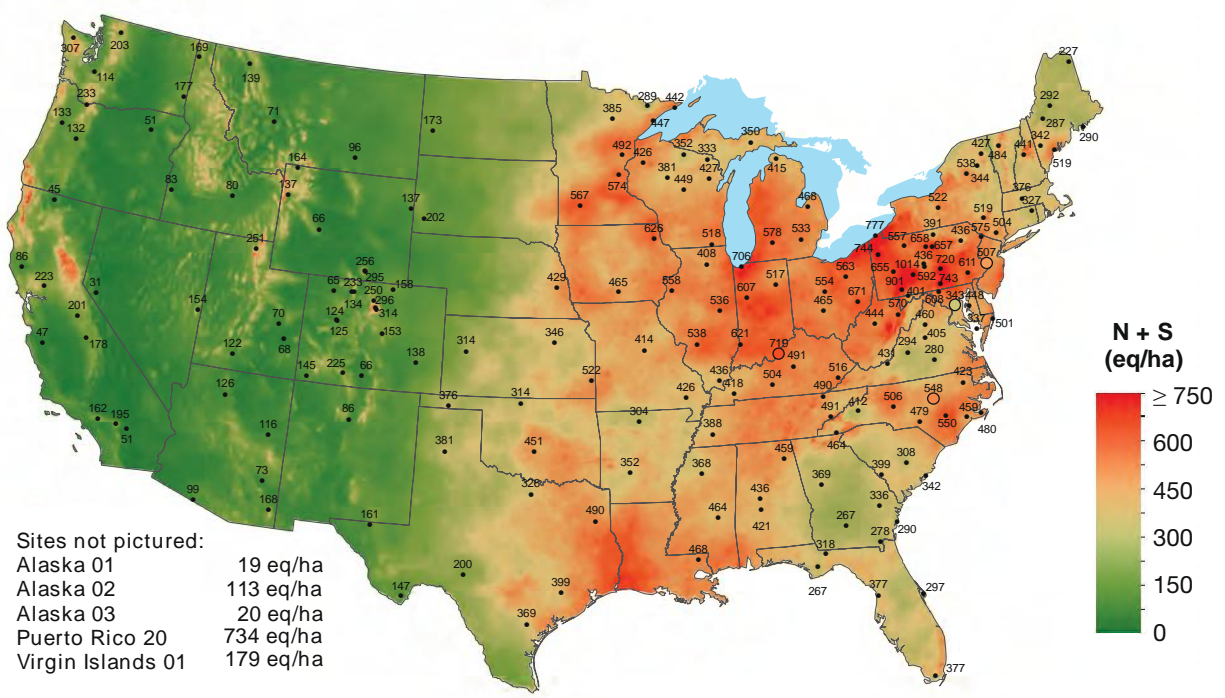 307 203 169
114 139
233 177
133 132 51 71
173
96
164
83 80 137
45
66
137 202
251
86 223
31
201
47 178
154
256
65 233 295 250 158
134 296 314
124
125 153
70
68
122
145 225 66 138
126
86
116
162 195
51
73
99 168
161
147
200
385 289 442
447
492 426 352 333 350
381 427 415
574 449
567 468
626 518 578 533
408 706
429 465 558 517 554 563
536 607 465 671
314 346 414 538 621 719
491
522 436 418 504 516
426 490
376 314 304 388 491 412
381 451 459 464
352 368 369
328 436
490 464 421
468
399
369
227
292
287
342 290
427 441
484 519
538 344
376
522 327
519
777 391 504
744 557 658 436 575
657 507
436 720 611
655 1014
592 743
901 401
608 343 448
570
444 460 337 501
405
294 280
431
423
548
506 459
479 550 480
308
399
342
336
267 278 290
318
267 377 297
377
N + S
(eq/ha)
≥ 750
600
450
300
150
0
Sites not pictured:
Alaska 01 19 eq/ha
Alaska 02 113 eq/ha
Alaska 03 20 eq/ha
Puerto Rico 20 734 eq/ha
Virgin Islands 01 179 eq/ha